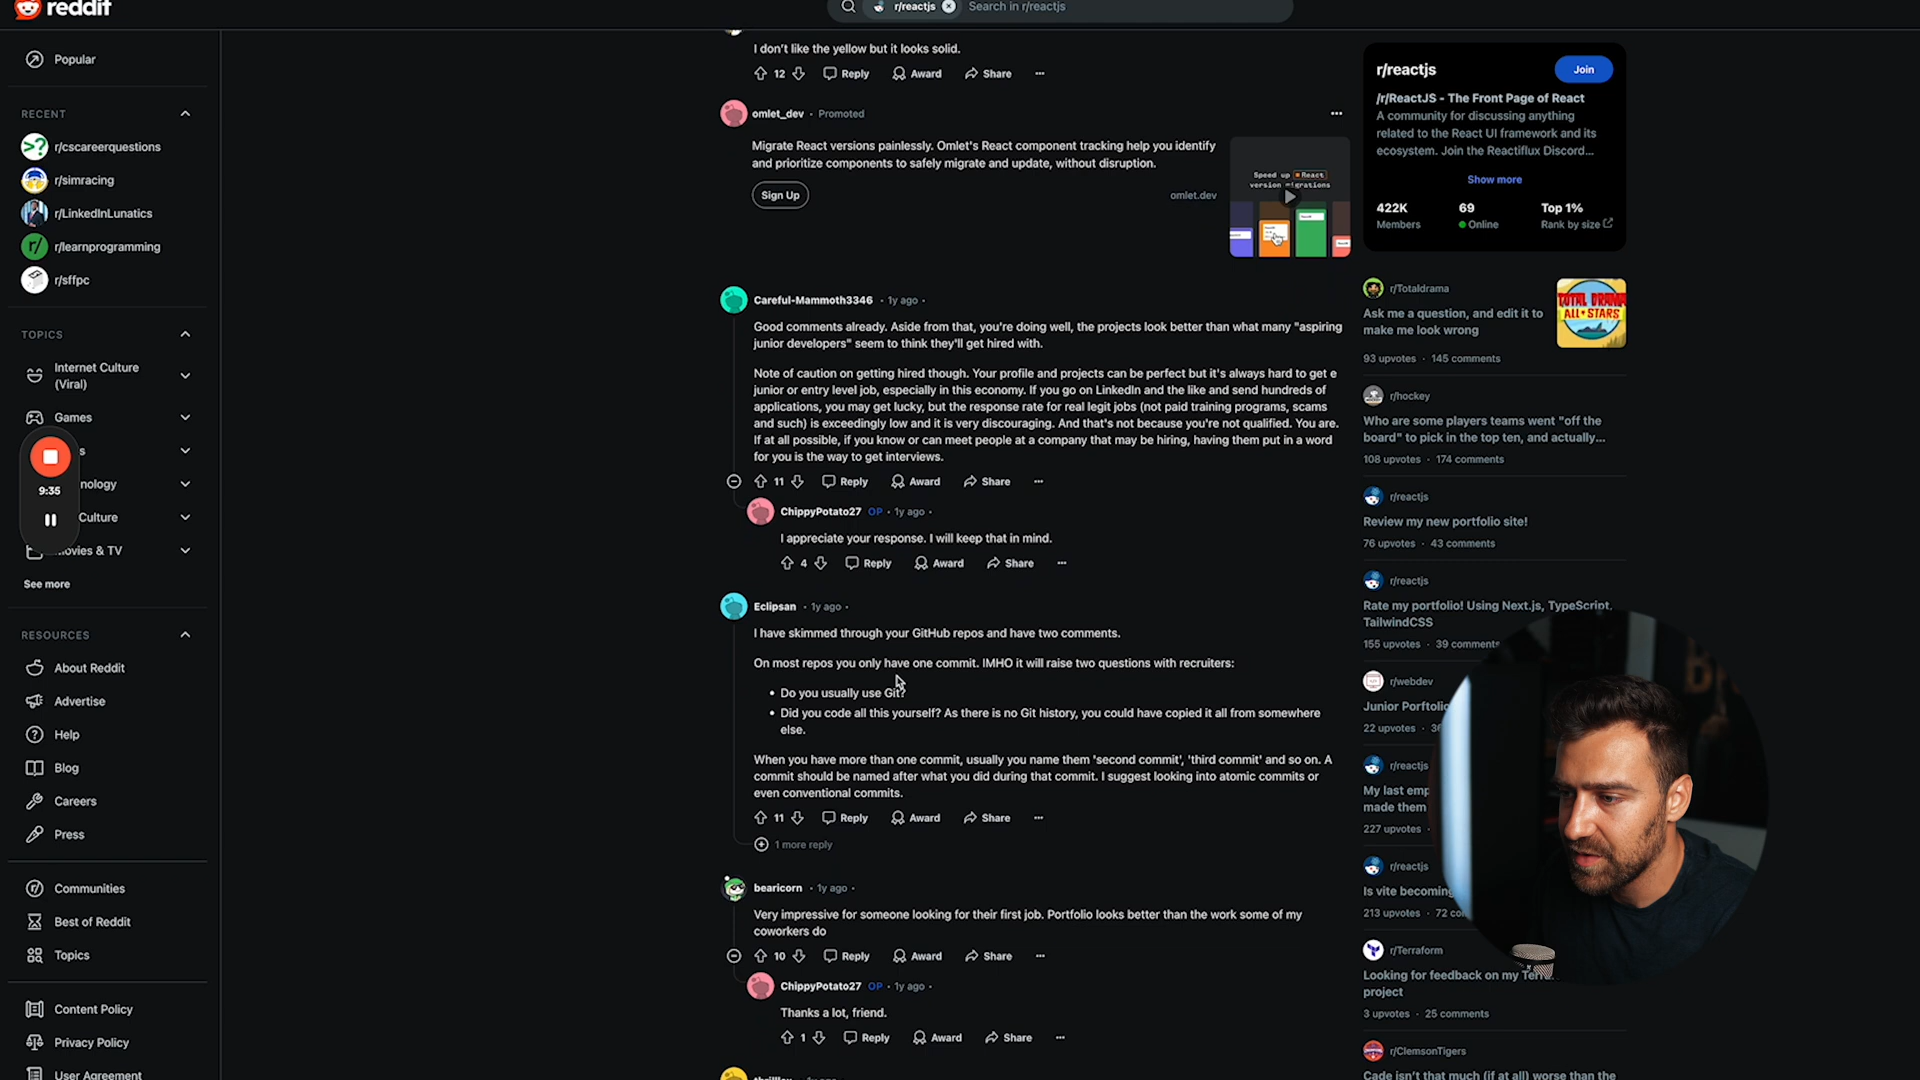 reddit
r/reactjs
Search in r/reactjs
Popular
RECENT
r/cscareerquestions
r/simracing
r/LinkedInLunatics
r/learnprogramming
r/sffpc
TOPICS
Internet Culture
(Viral)
Games
s
nology
Culture
ovies & TV
See more
9:35
RESOURCES
About Reddit
Advertise
Help
Blog
Careers
Press
Communities
Best of Reddit
Topics
Content Policy
Privacy Policy
User Agreement
I don't like the yellow but it looks solid.
12 Reply Award Share
omlet_dev · Promoted
Migrate React versions painlessly. Omlet's React component tracking help you identify
and prioritize components to safely migrate and update, without disruption.
Sign Up
omlet.dev
Speed up React
version migrations
Careful-Mammoth3346 · 1y ago ·
Good comments already. Aside from that, you're doing well, the projects look better than what many "aspiring
junior developers" seem to think they'll get hired with.
Note of caution on getting hired though. Your profile and projects can be perfect but it's always hard to get e
junior or entry level job, especially in this economy. If you go on LinkedIn and the like and send hundreds of
applications, you may get lucky, but the response rate for real legit jobs (not paid training programs, scams
and such) is exceedingly low and it is very discouraging. And that's not because you're not qualified. You are.
If at all possible, if you know or can meet people at a company that may be hiring, having them put in a word
for you is the way to get interviews.
11 Reply Award Share
ChippyPotato27 OP · 1y ago ·
I appreciate your response. I will keep that in mind.
4 Reply Award Share
Eclipsan · 1y ago ·
I have skimmed through your GitHub repos and have two comments.
On most repos you only have one commit. IMHO it will raise two questions with recruiters:
• Do you usually use Git?
• Did you code all this yourself? As there is no Git history, you could have copied it all from somewhere
else.
When you have more than one commit, usually you name them 'second commit', 'third commit' and so on. A
commit should be named after what you did during that commit. I suggest looking into atomic commits or
even conventional commits.
11 Reply Award Share
1 more reply
bearicorn · 1y ago ·
Very impressive for someone looking for their first job. Portfolio looks better than the work some of my
coworkers do
10 Reply Award Share
ChippyPotato27 OP · 1y ago ·
Thanks a lot, friend.
1 Reply Award Share
r/reactjs
Join
/r/ReactJS - The Front Page of React
A community for discussing anything
related to the React UI framework and its
ecosystem. Join the Reactiflux Discord...
Show more
422K 69 Top 1%
Members Online Rank by size
r/Totaldrama
Ask me a question, and edit it to
make me look wrong
93 upvotes · 145 comments
TOTAL DRAMA
ALL★STARS
r/hockey
Who are some players teams went "off the
board" to pick in the top ten, and actually...
108 upvotes · 174 comments
r/reactjs
Review my new portfolio site!
76 upvotes · 43 comments
r/reactjs
Rate my portfolio! Using Next.js, TypeScript,
TailwindCSS
155 upvotes · 39 comments
r/webdev
Junior Porftolio
22 upvotes ·
r/reactjs
My last emp
made them
227 upvotes
r/reactjs
Is vite becoming
213 upvotes · 72 co
r/Terraform
Looking for feedback on my Ter
project
3 upvotes · 25 comments
r/ClemsonTigers
Cade isn't that much (if at all) worse than the